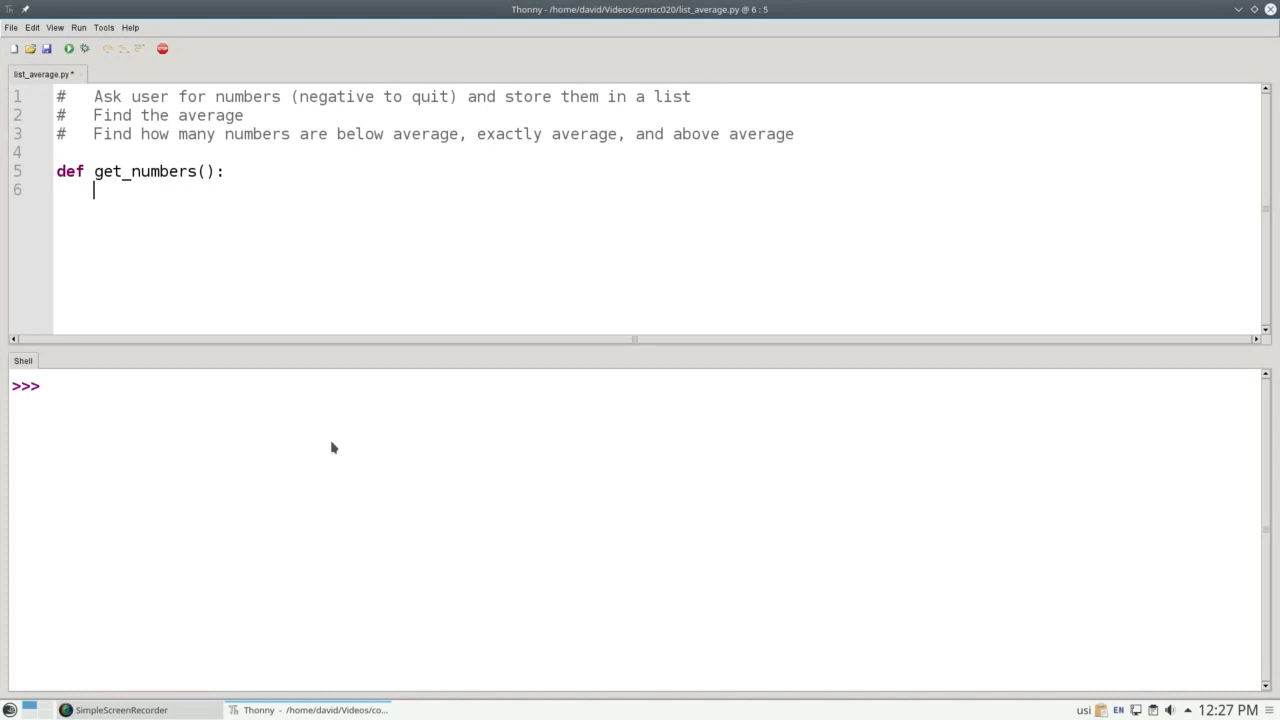 Thonny - /home/david/Videos/comsc020/list_average.py @ 6 : 5
File Edit View Run Tools Help
list_average.py *
1 # Ask user for numbers (negative to quit) and store them in a list
2 # Find the average
3 # Find how many numbers are below average, exactly average, and above average
4
5 def get_numbers():
6
Shell
>>>
SimpleScreenRecorder Thonny - /home/david/Videos/co... usi EN 12:27 PM